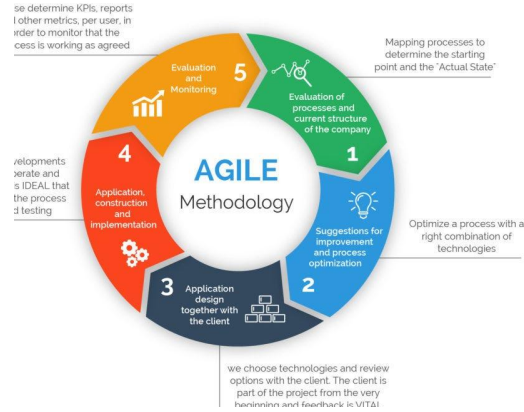 se determine KPIs, reports
other metrics, per user, in
rder to monitor that the
cess is working as agreed
Evaluation
and
Monitoring
5
Mapping processes to
determine the starting
point and the "Actual State"
Evaluation of
processes and
current structure
of the company
1
velopments
erate and
s IDEAL that
the process
d testing
4
Application,
construction
and
implementation
AGILE
Methodology
Suggestions for
improvement
and process
optimization
2
Optimize a process with a
right combination of
technologies
3
Application
design
together with
the client
we choose technologies and review
options with the client. The client is
part of the project from the very
beginning and feedback is VITAL